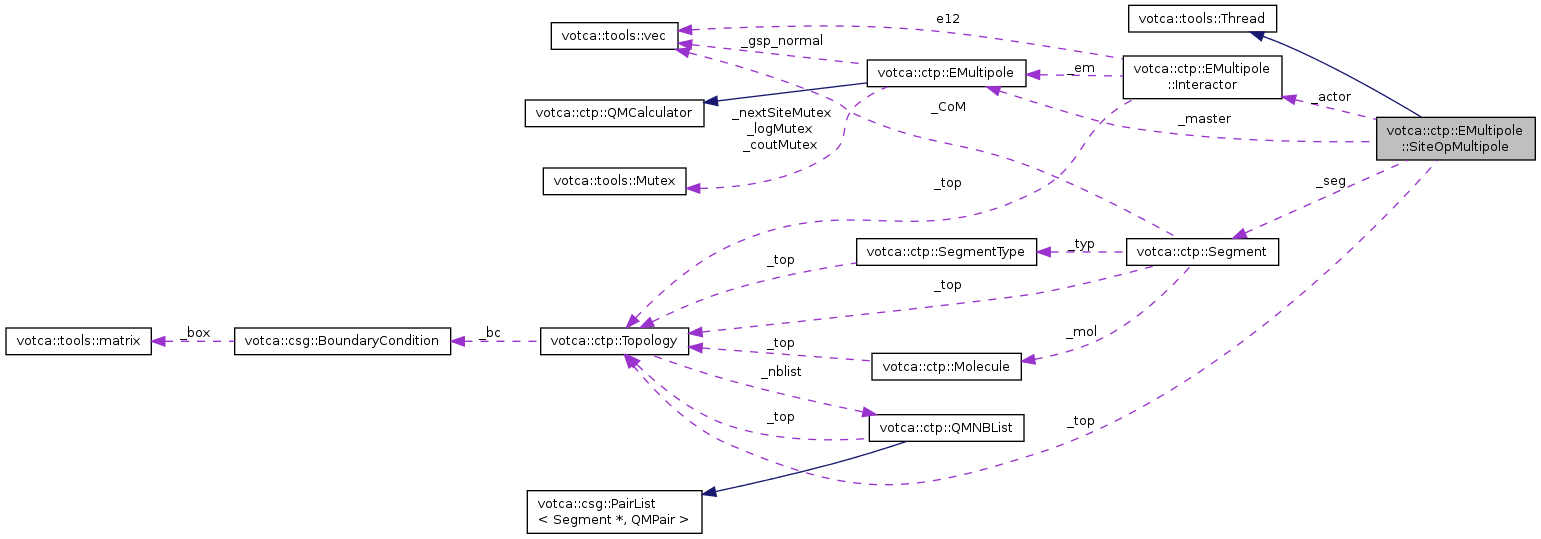 votca::tools::Thread
e12
votca::tools::vec
_gsp_normal
votca::ctp::EMultipole
_em
votca::ctp::EMultipole
::Interactor
_actor
votca::ctp::QMCalculator
_nextSiteMutex
_logMutex
_coutMutex
_CoM
_master
votca::ctp::EMultipole
::SiteOpMultipole
votca::tools::Mutex
_top
_seg
votca::ctp::SegmentType
_typ
votca::ctp::Segment
_top
_top
votca::tools::matrix
_box
votca::csg::BoundaryCondition
_bc
votca::ctp::Topology
_top
_mol
votca::ctp::Molecule
_nblist
_top
votca::ctp::QMNBList
_top
votca::csg::PairList
< Segment *, QMPair >